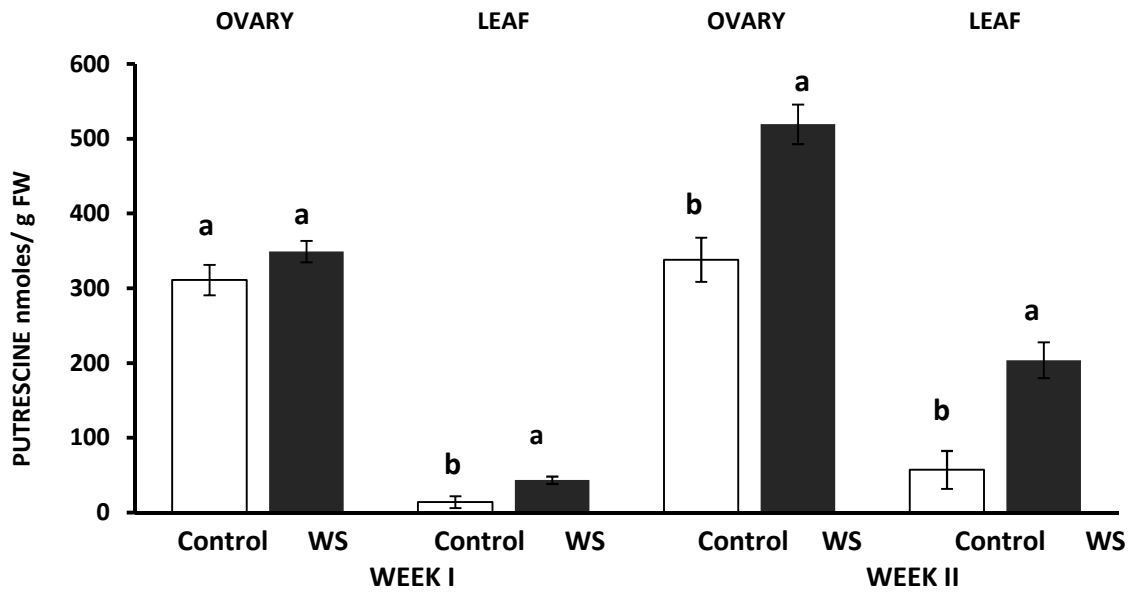 OVARY LEAF OVARY LEAF
PUTRESCINE nmoles/ g FW
600
500
400
300
200
100
0
a a b a b a b a
Control WS Control WS Control WS Control WS
WEEK I WEEK II